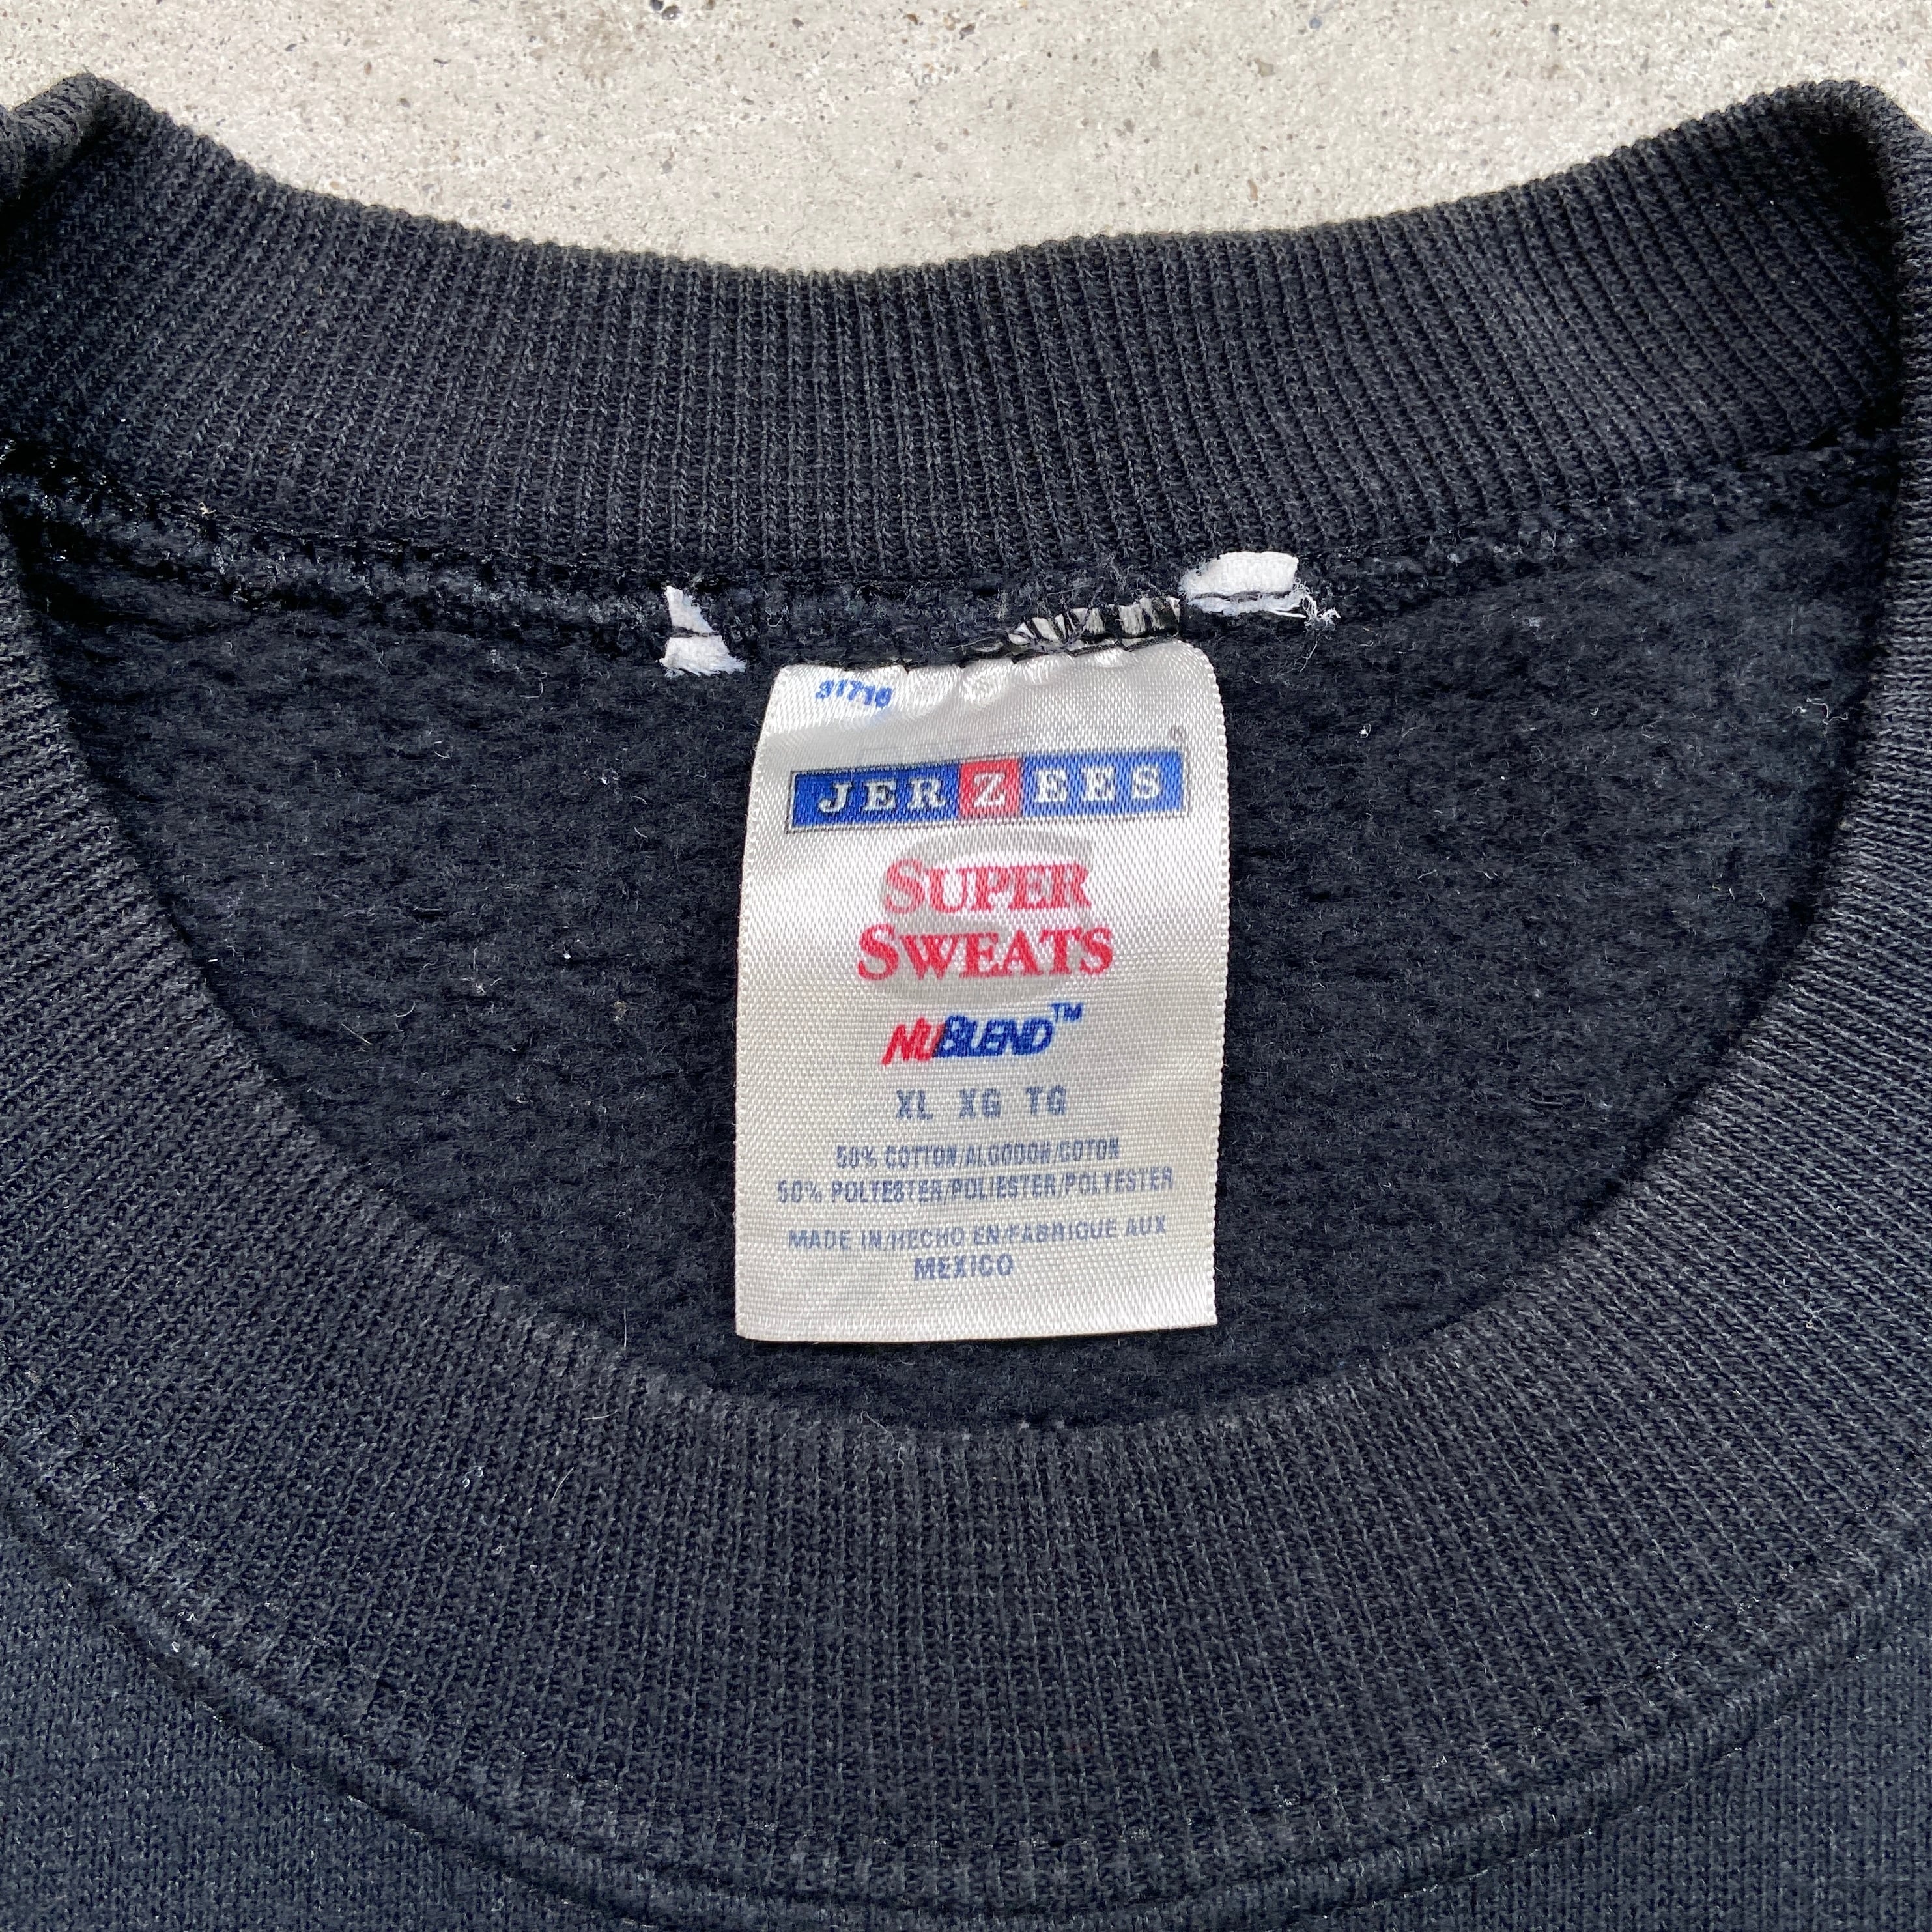 31716
JERZEES®
SUPER
SWEATS
NUBLEND™
XL XG TG
50% COTTON/ALGODON/COTON
50% POLYESTER/POLIESTER/POLYESTER
MADE IN/HECHO EN/FABRIQUE AUX
MEXICO